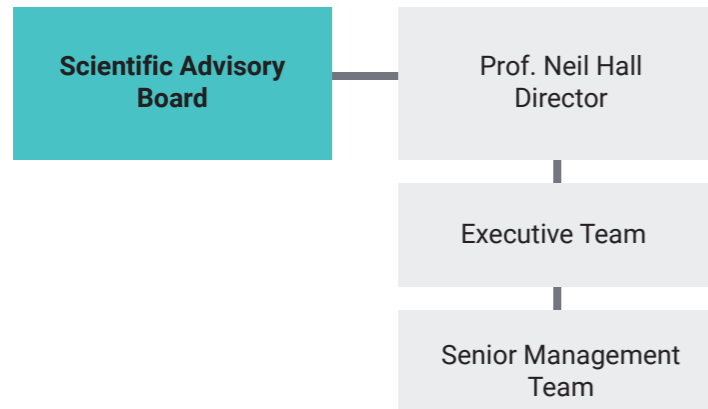 Scientific Advisory
Board
Prof. Neil Hall
Director
Executive Team
Senior Management
Team